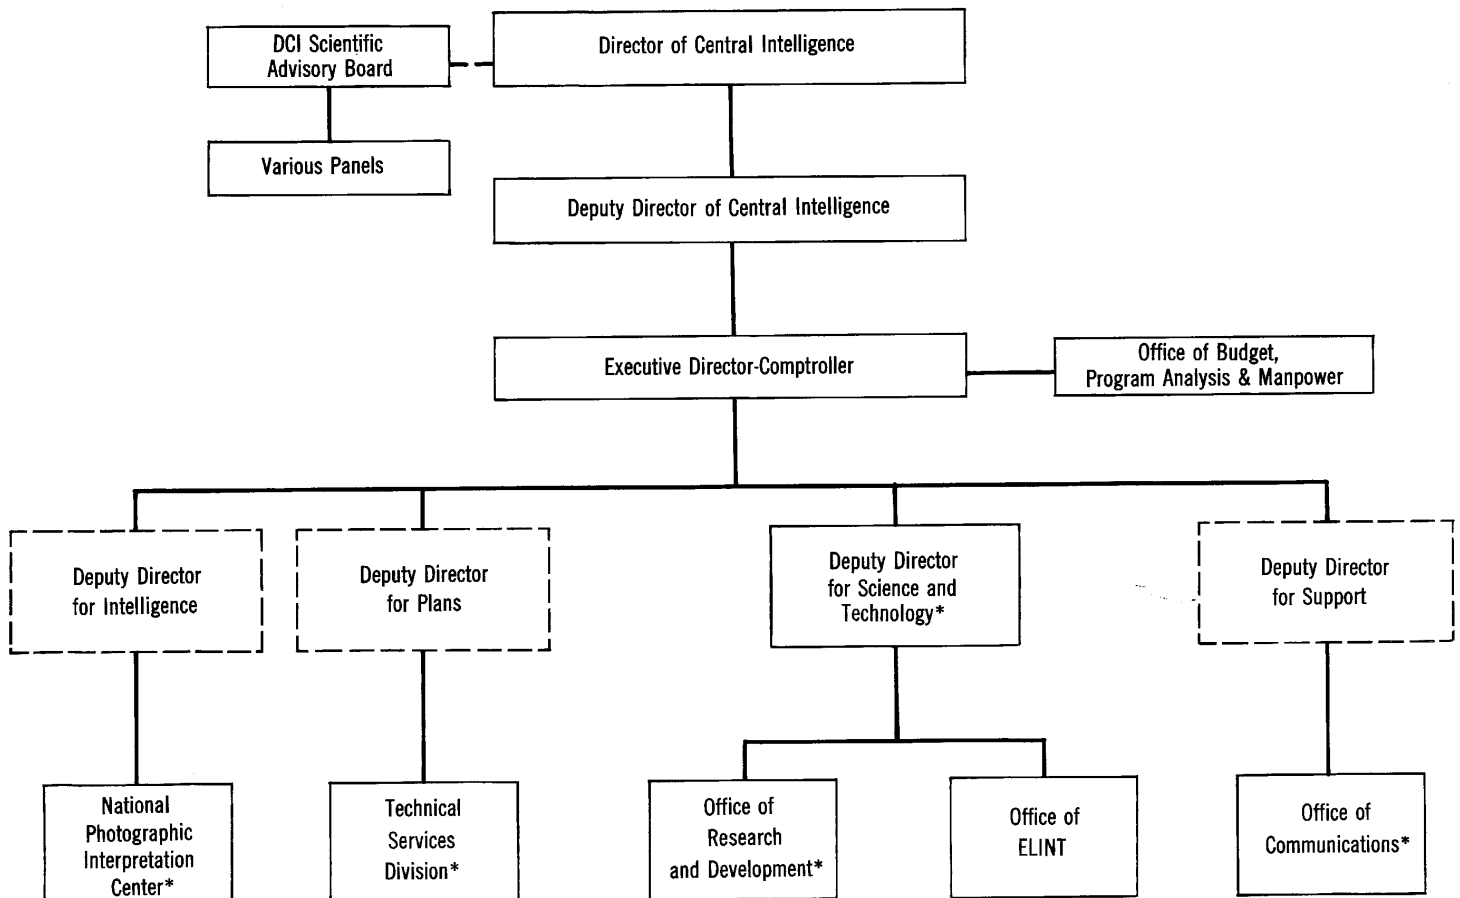 DCI Scientific
Advisory Board
Director of Central Intelligence
Various Panels
Deputy Director of Central Intelligence
Executive Director-Comptroller
Office of Budget,
Program Analysis & Manpower
Deputy Director
for Intelligence
Deputy Director
for Plans
Deputy Director
for Science and
Technology*
Deputy Director
for Support
National
Photographic
Interpretation
Center*
Technical
Services
Division*
Office of
Research
and Development*
Office of
ELINT
Office of
Communications*